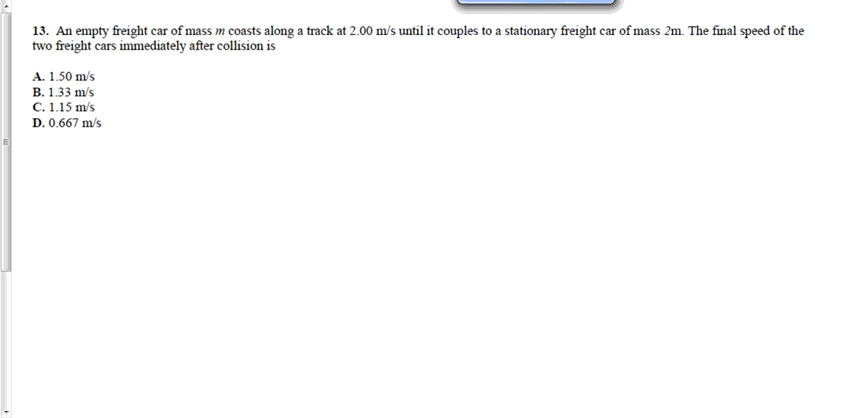 13. An empty freight car of mass m coasts along a track at 2.00 m/s until it couples to a stationary freight car of mass 2m. The final speed of the
two freight cars immediately after collision is
A. 1.50 m/s
B. 1.33 m/s
C. 1.15 m/s
D. 0.667 m/s